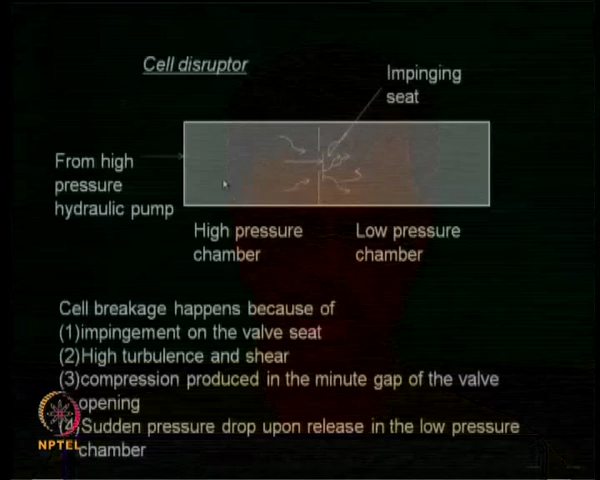 Cell disruptor
Impinging
seat
From high
pressure
hydraulic pump
High pressure
chamber
Low pressure
chamber
Cell breakage happens because of
(1)impingement on the valve seat
(2)High turbulence and shear
(3)compression produced in the minute gap of the valve
opening
(4)Sudden pressure drop upon release in the low pressure
chamber
NPTEL